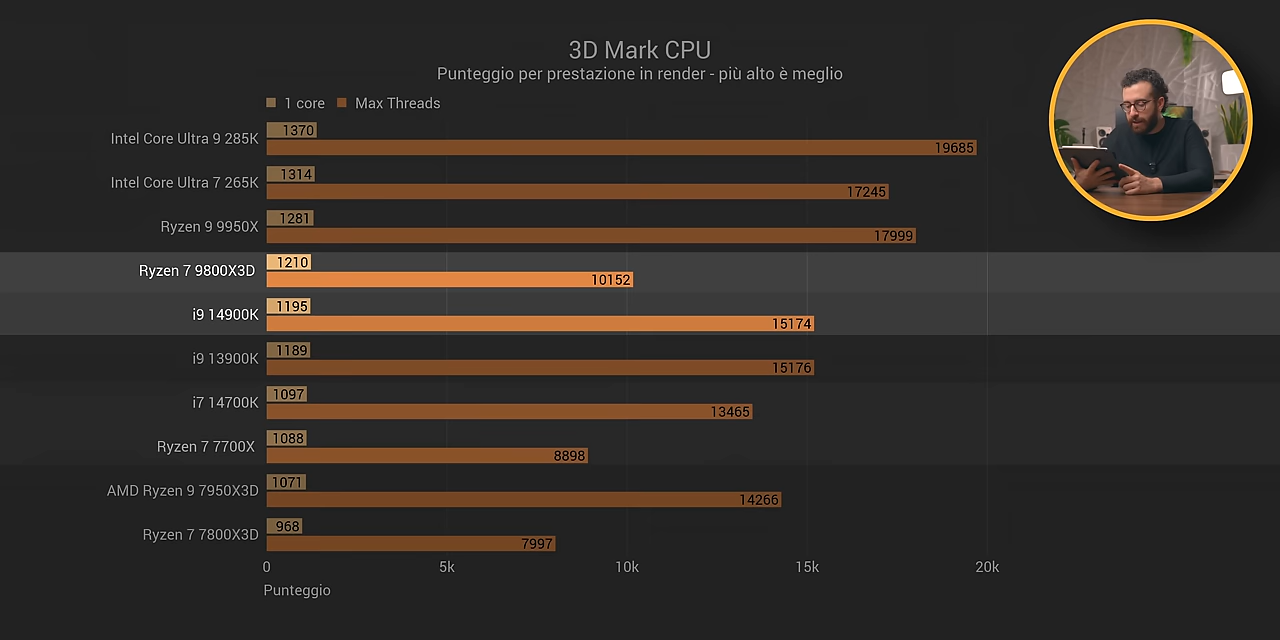 3D Mark CPU
Punteggio per prestazione in render - più alto è meglio
1 core Max Threads
Intel Core Ultra 9 285K 1370
19685
Intel Core Ultra 7 265K 1314
17245
Ryzen 9 9950X 1281
17999
Ryzen 7 9800X3D 1210
10152
i9 14900K 1195
15174
i9 13900K 1189
15176
i7 14700K 1097
13465
Ryzen 7 7700X 1088
8898
AMD Ryzen 9 7950X3D 1071
14266
Ryzen 7 7800X3D 968
7997
0 5k 10k 15k 20k
Punteggio